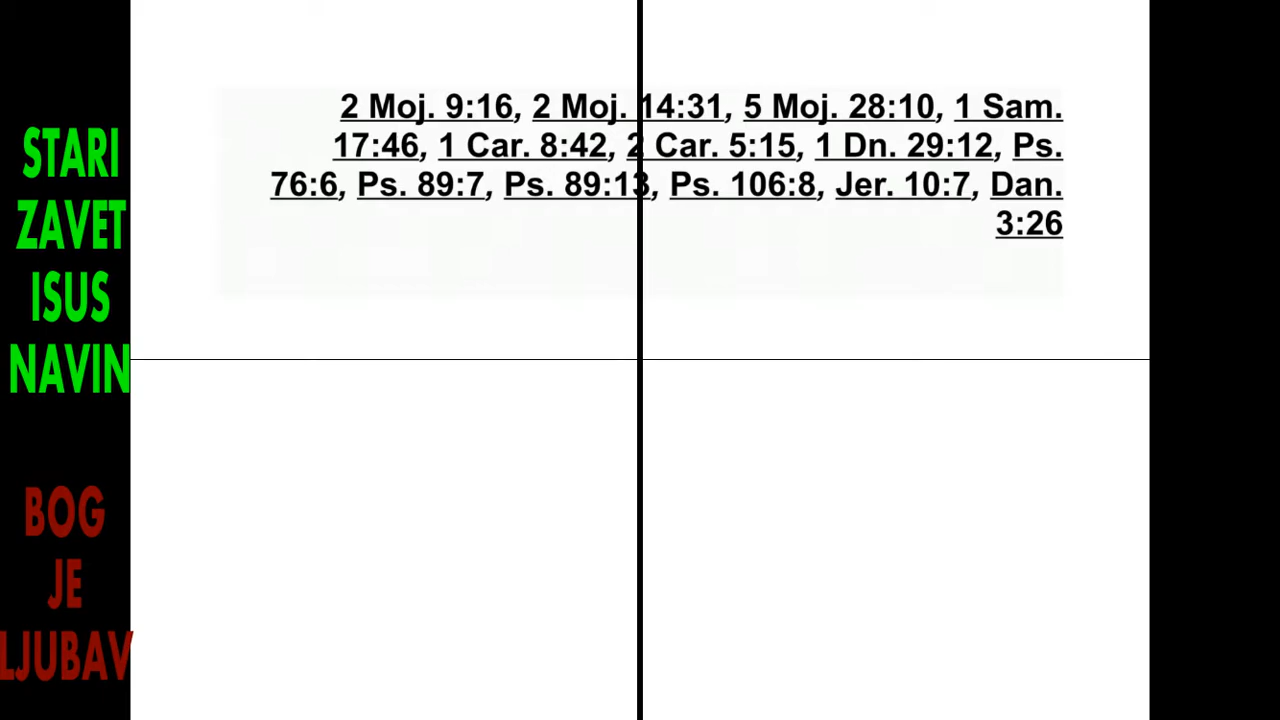 STARI
ZAVET
ISUS
NAVIN
BOG
JE
LJUBAV
2 Moj. 9:16, 2 Moj. 14:31, 5 Moj. 28:10, 1 Sam.
17:46, 1 Car. 8:42, 2 Car. 5:15, 1 Dn. 29:12, Ps.
76:6, Ps. 89:7, Ps. 89:13, Ps. 106:8, Jer. 10:7, Dan.
3:26